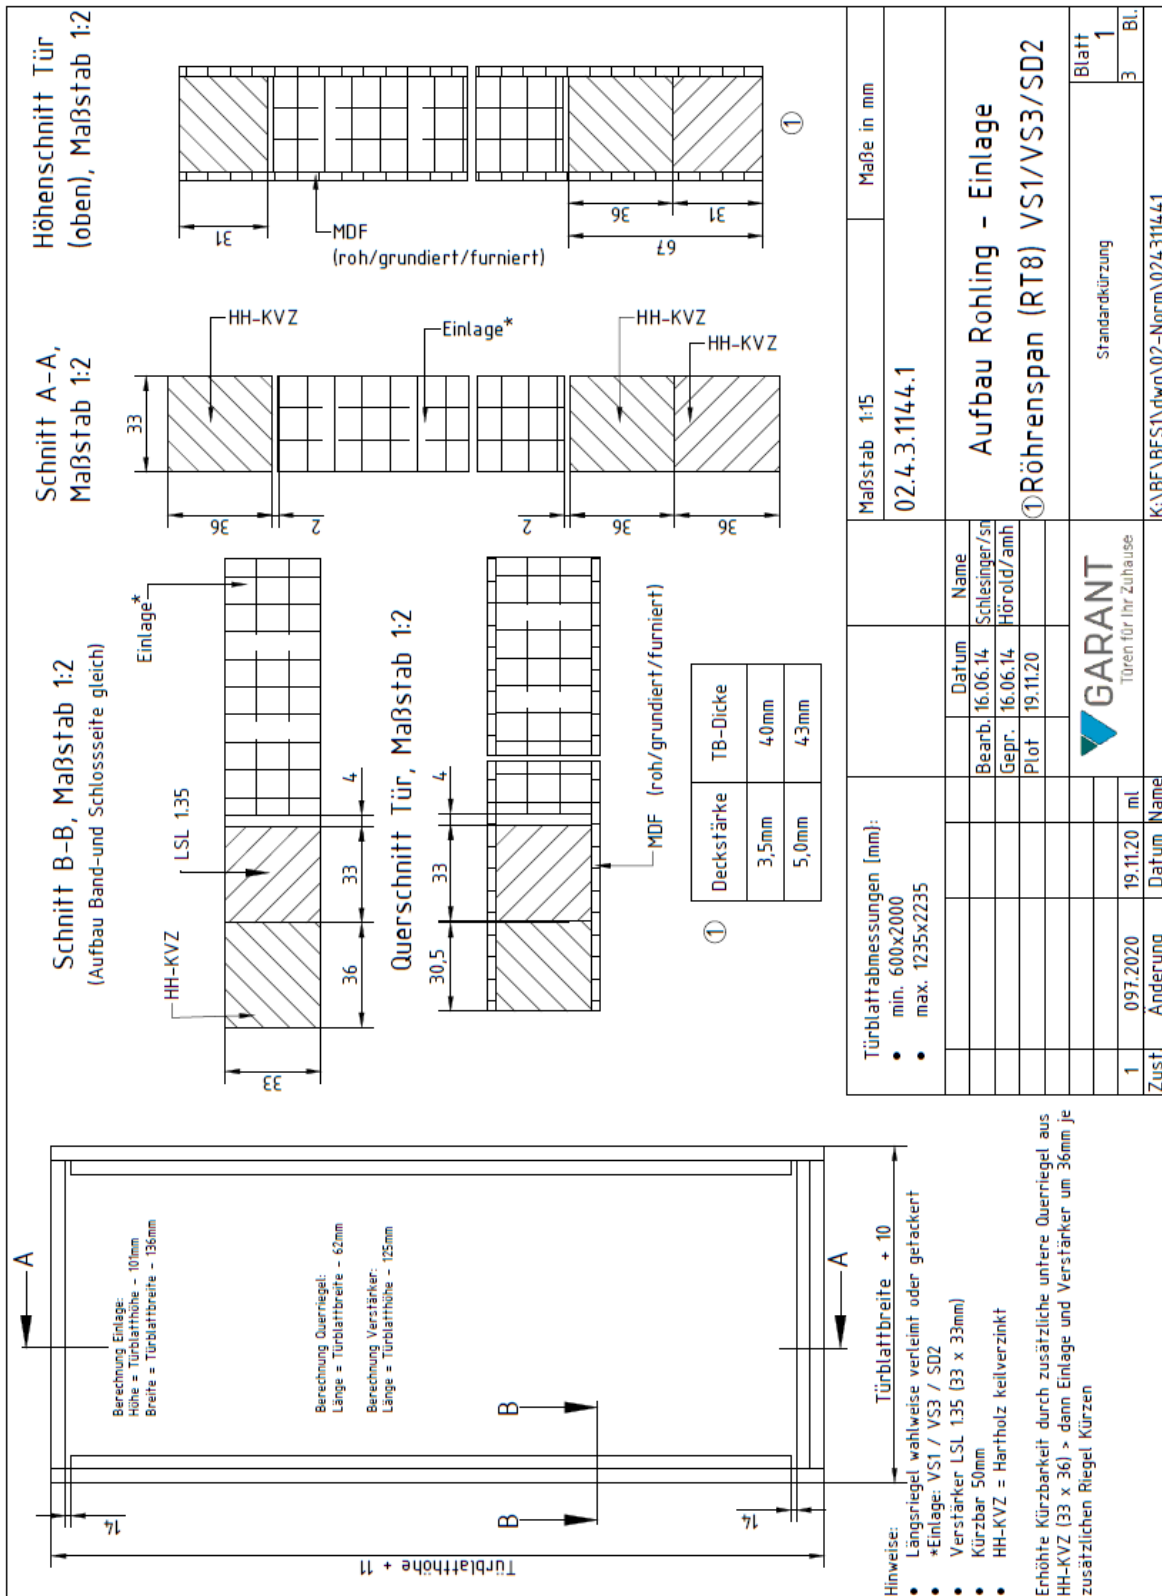 A
A
B
B
Türblatthöhe + 11
Türblattbreite + 10
14
14
Berechnung Einlage:
Höhe = Türblatthöhe - 101mm
Breite = Türblattbreite - 136mm
Berechnung Querriegel:
Länge = Türblattbreite - 62mm
Berechnung Verstärker:
Länge = Türblatthöhe - 125mm
Schnitt B-B, Maßstab 1:2
(Aufbau Band-und Schlossseite gleich)
HH-KVZ
LSL 1.35
Einlage*
33
36
33
4
Querschnitt Tür, Maßstab 1:2
30,5
33
4
MDF (roh/grundiert/furniert)
①
Deckstärke TB-Dicke
3,5mm 40mm
5,0mm 43mm
Schnitt A-A,
Maßstab 1:2
33
HH-KVZ
Einlage*
HH-KVZ
HH-KVZ
36
2
2
36
36
Höhenschnitt Tür
(oben), Maßstab 1:2
31
MDF
(roh/grundiert/furniert)
36
31
67
①
Hinweise:
• Längsriegel wahlweise verleimt oder getackert
• *Einlage: VS1 / VS3 / SD2
• Verstärker LSL 1.35 (33 x 33mm)
• Kürzbar 50mm
• HH-KVZ = Hartholz keilverzinkt
Erhöhte Kürzbarkeit durch zusätzliche untere Querriegel aus
HH-KVZ (33 x 36) > dann Einlage und Verstärker um 36mm je
zusätzlichen Riegel Kürzen
Türblattabmessungen [mm]:
• min. 600x2000
• max. 1235x2235
Maßstab 1:15
Maße in mm
02.4.3.1144.1
Datum Name
Bearb. 16.06.14 Schlesinger/sn
Gepr. 16.06.14 Hörold/amh
Plot 19.11.20
Aufbau Rohling - Einlage
①Röhrenspan (RT8) VS1/VS3/SD2
GARANT
Türen für Ihr Zuhause
Standardkürzung
Blatt
1
3 Bl.
1 097.2020 19.11.20 ml
Zust. Änderung Datum Name
K:\BE\BES1\dwg\02-Norm\024311441